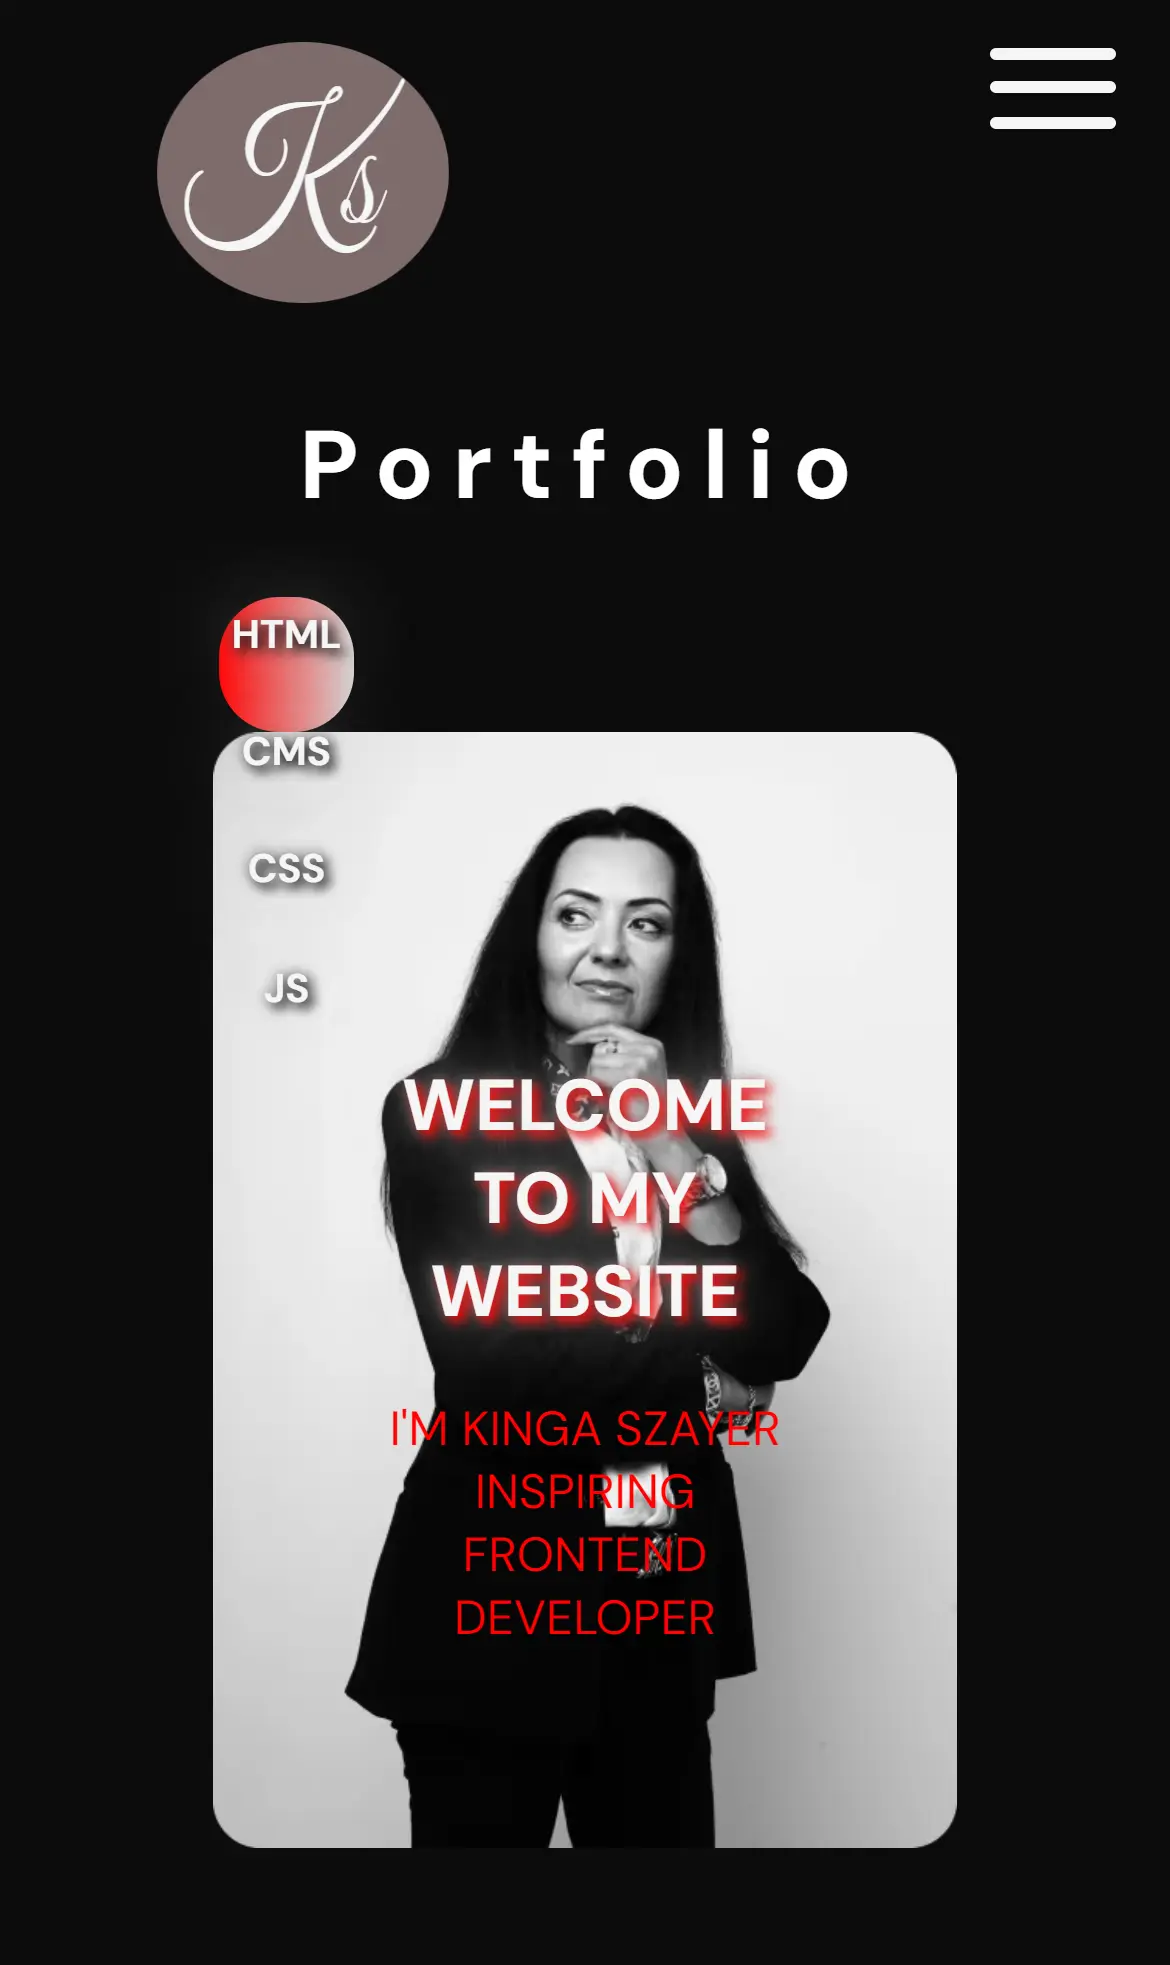 Ks
Portfolio
HTML
CMS
CSS
JS
WELCOME
TO MY
WEBSITE
I'M KINGA SZAYER
INSPIRING
FRONTEND
DEVELOPER